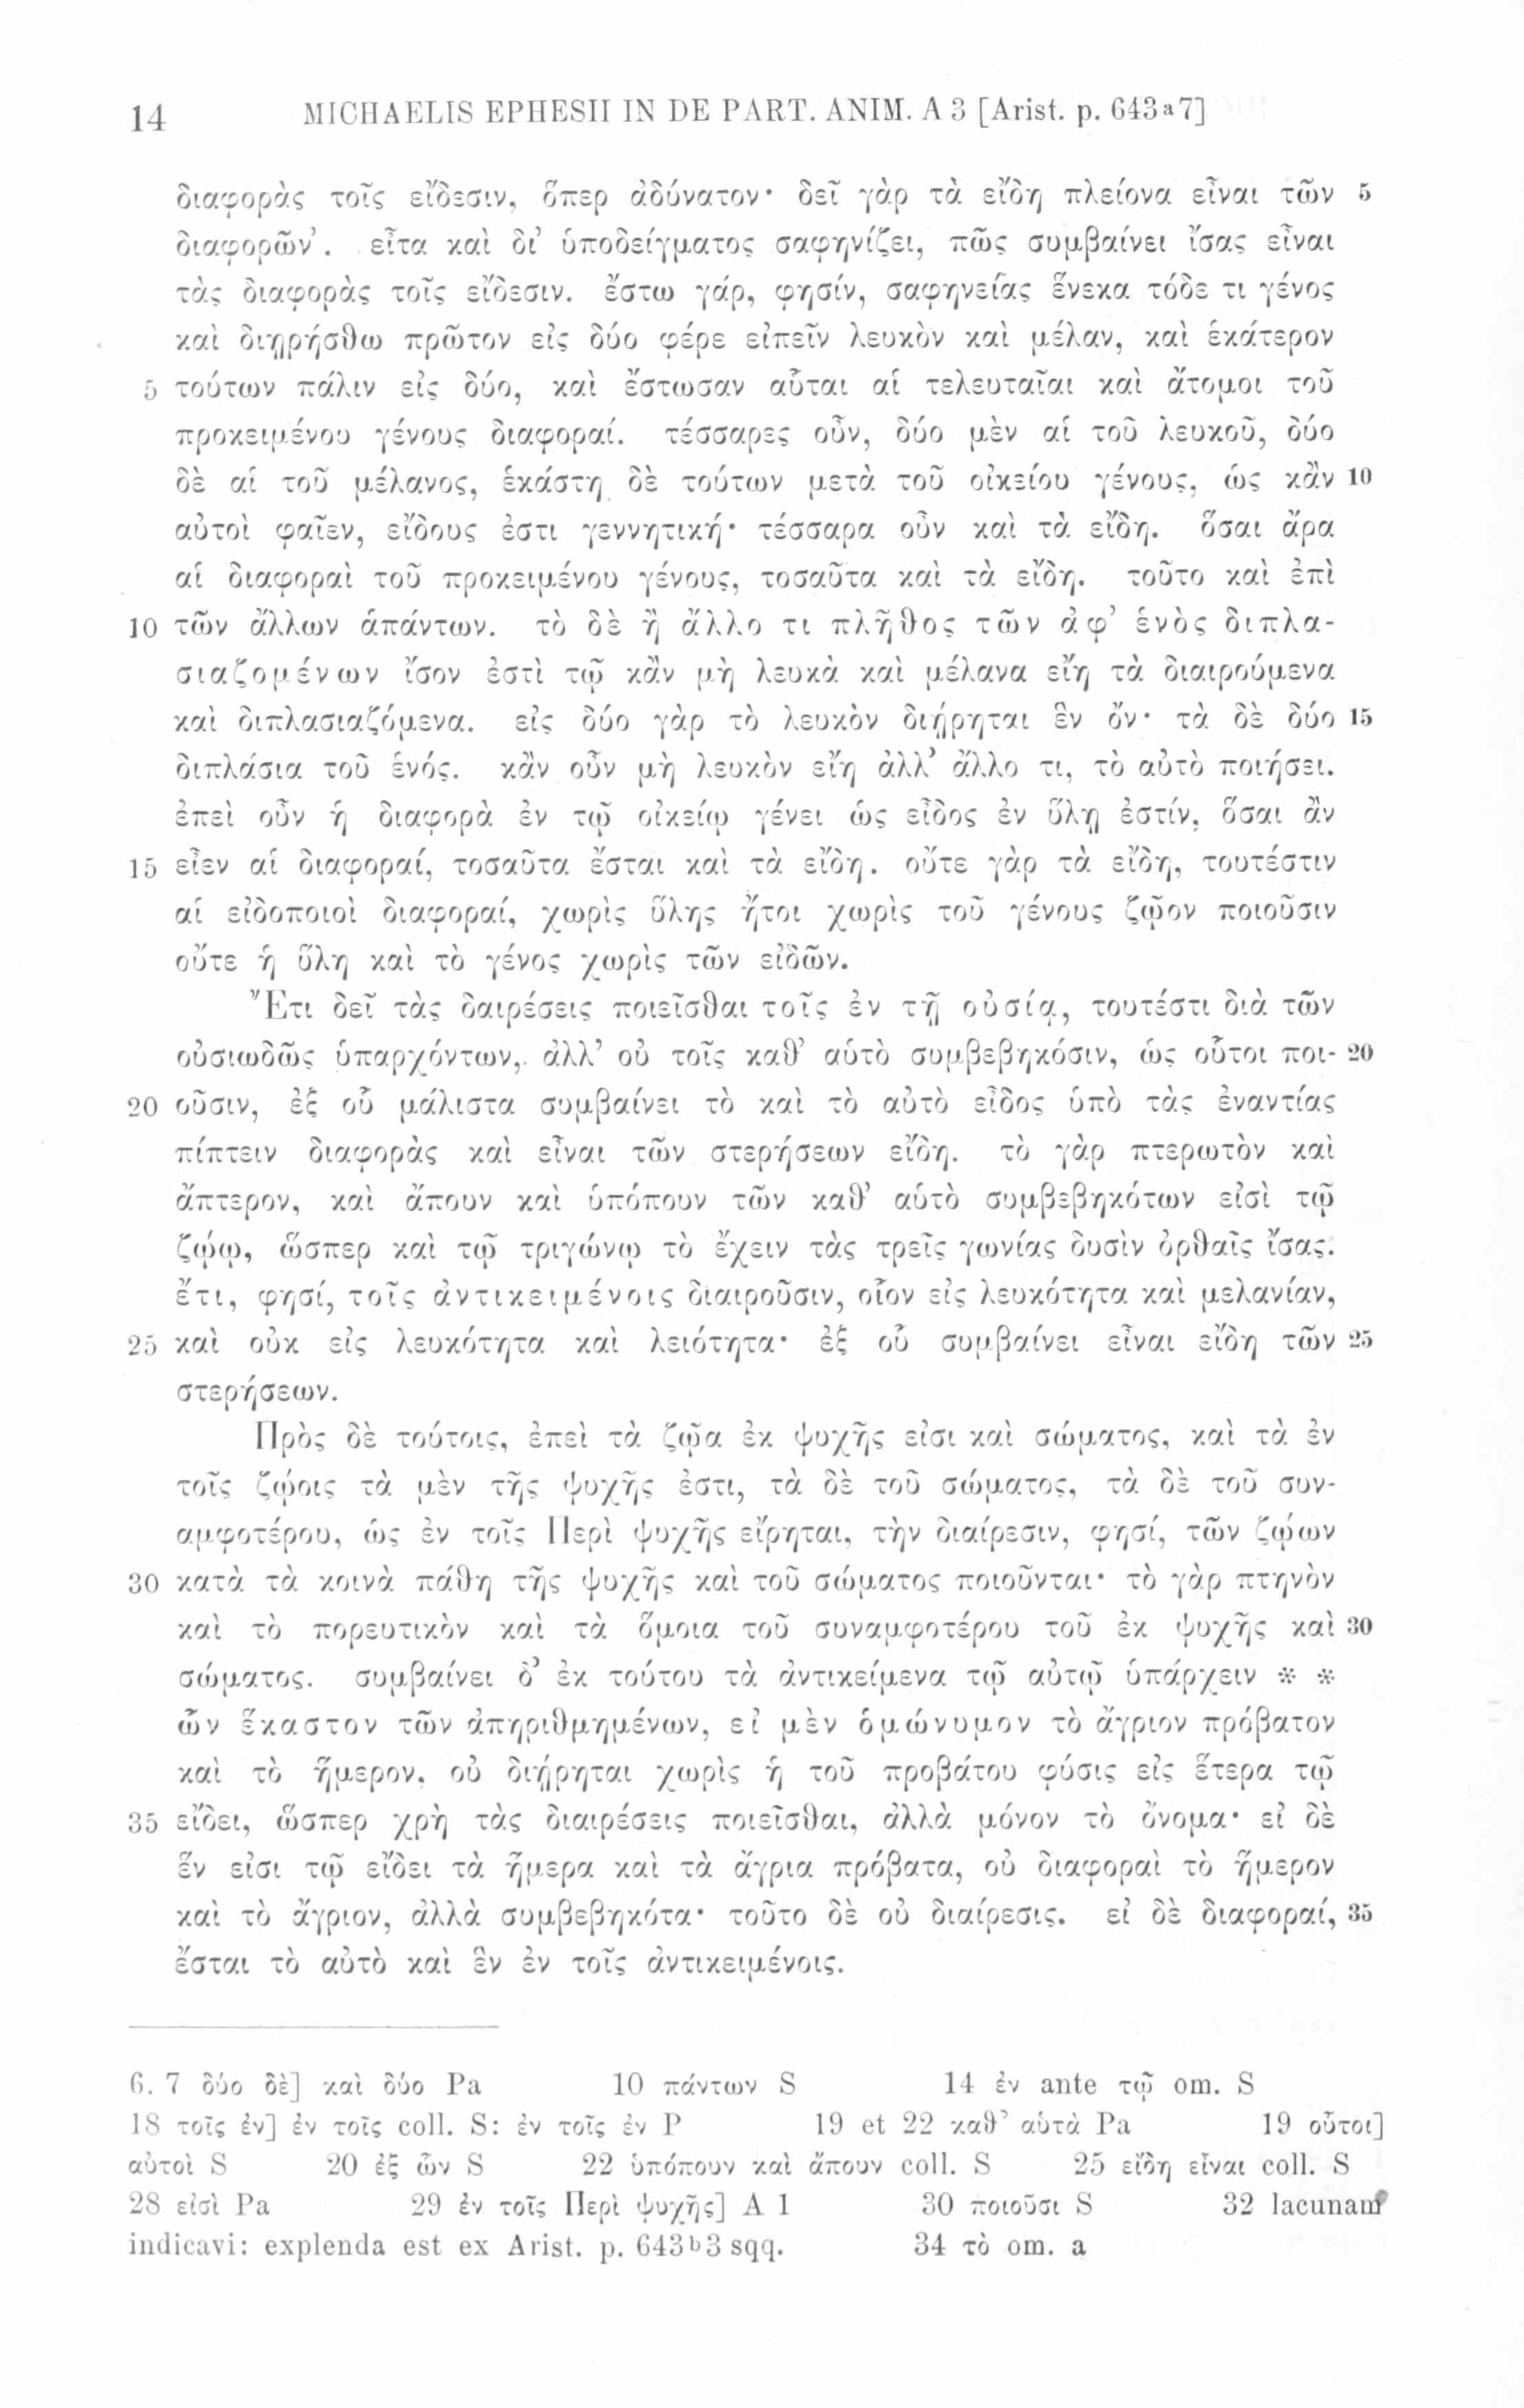 14 MICHAELIS EPHESII IN DE PART. ANIM. A 3 [Arist. p. 643a7]
διαφορὰς τοῖς εἴδεσιν, ὅπερ ἀδύνατον· δεῖ γὰρ τὰ εἴδη πλείονα εἶναι τῶν 5
διαφορῶν’. εἶτα καὶ δι’ ὑποδείγματος σαφηνίζει, πῶς συμβαίνει ἴσας εἶναι
τὰς διαφορὰς τοῖς εἴδεσιν. ἔστω γάρ, φησίν, σαφηνείας ἕνεκα τόδε τι γένος
καὶ διῃρήσθω πρῶτον εἰς δύο φέρε εἰπεῖν λευκὸν καὶ μέλαν, καὶ ἑκάτερον
5 τούτων πάλιν εἰς δύο, καὶ ἔστωσαν αὗται αἱ τελευταῖαι καὶ ἄτομοι τοῦ
προκειμένου γένους διαφοραί. τέσσαρες οὖν, δύο μὲν αἱ τοῦ λευκοῦ, δύο
δὲ αἱ τοῦ μέλανος, ἑκάστη δὲ τούτων μετὰ τοῦ οἰκείου γένους, ὡς κἂν 10
αὐτοὶ φαῖεν, εἴδους ἐστι γεννητική· τέσσαρα οὖν καὶ τὰ εἴδη. ὅσαι ἄρα
αἱ διαφοραὶ τοῦ προκειμένου γένους, τοσαῦτα καὶ τὰ εἴδη. τοῦτο καὶ ἐπὶ
10 τῶν ἄλλων ἁπάντων. τὸ δὲ ἢ ἄλλο τι πλῆθος τῶν ἀφ’ ἑνὸς διπλα-
σιαζομένων ἴσον ἐστὶ τῷ κἂν μὴ λευκὰ καὶ μέλανα εἴη τὰ διαιρούμενα
καὶ διπλασιαζόμενα. εἰς δύο γὰρ τὸ λευκὸν διῄρηται ἓν ὄν· τὰ δὲ δύο 15
διπλάσια τοῦ ἑνός. κἂν οὖν μὴ λευκὸν εἴη ἀλλ’ ἄλλο τι, τὸ αὐτὸ ποιήσει.
ἐπεὶ οὖν ἡ διαφορὰ ἐν τῷ οἰκείῳ γένει ὡς εἶδος ἐν ὕλῃ ἐστίν, ὅσαι ἂν
15 εἶεν αἱ διαφοραί, τοσαῦτα ἔσται καὶ τὰ εἴδη. οὔτε γὰρ τὰ εἴδη, τουτέστιν
αἱ εἰδοποιοὶ διαφοραί, χωρὶς ὕλης ἤτοι χωρὶς τοῦ γένους ζῷον ποιοῦσιν
οὔτε ἡ ὕλη καὶ τὸ γένος χωρὶς τῶν εἰδῶν.
Ἔτι δεῖ τὰς δαιρέσεις ποιεῖσθαι τοῖς ἐν τῇ οὐσίᾳ, τουτέστι διὰ τῶν
οὐσιωδῶς ὑπαρχόντων, ἀλλ’ οὐ τοῖς καθ’ αὑτὸ συμβεβηκόσιν, ὡς οὗτοι ποι- 20
20 οῦσιν, ἐξ οὗ μάλιστα συμβαίνει τὸ καὶ τὸ αὐτὸ εἶδος ὑπὸ τὰς ἐναντίας
πίπτειν διαφορὰς καὶ εἶναι τῶν στερήσεων εἴδη. τὸ γὰρ πτερωτὸν καὶ
ἄπτερον, καὶ ἄπουν καὶ ὑπόπουν τῶν καθ’ αὑτὸ συμβεβηκότων εἰσὶ τῷ
ζῴῳ, ὥσπερ καὶ τῷ τριγώνῳ τὸ ἔχειν τὰς τρεῖς γωνίας δυσὶν ὀρθαῖς ἴσας.
ἔτι, φησί, τοῖς ἀντικειμένοις διαιροῦσιν, οἷον εἰς λευκότητα καὶ μελανίαν,
25 καὶ οὐκ εἰς λευκότητα καὶ λειότητα· ἐξ οὗ συμβαίνει εἶναι εἴδη τῶν 25
στερήσεων.
Πρὸς δὲ τούτοις, ἐπεὶ τὰ ζῷα ἐκ ψυχῆς εἰσι καὶ σώματος, καὶ τὰ ἐν
τοῖς ζῴοις τὰ μὲν τῆς ψυχῆς ἐστι, τὰ δὲ τοῦ σώματος, τὰ δὲ τοῦ συν-
αμφοτέρου, ὡς ἐν τοῖς Περὶ ψυχῆς εἴρηται, τὴν διαίρεσιν, φησί, τῶν ζῴων
30 κατὰ τὰ κοινὰ πάθη τῆς ψυχῆς καὶ τοῦ σώματος ποιοῦνται· τὸ γὰρ πτηνὸν
καὶ τὸ πορευτικὸν καὶ τὰ ὅμοια τοῦ συναμφοτέρου τοῦ ἐκ ψυχῆς καὶ 30
σώματος. συμβαίνει δ’ ἐκ τούτου τὰ ἀντικείμενα τῷ αὐτῷ ὑπάρχειν * *
ὧν ἕκαστον τῶν ἀπηριθμημένων, εἰ μὲν ὁμώνυμον τὸ ἄγριον πρόβατον
καὶ τὸ ἥμερον, οὐ διῄρηται χωρὶς ἡ τοῦ προβάτου φύσις εἰς ἕτερα τῷ
35 εἴδει, ὥσπερ χρὴ τὰς διαιρέσεις ποιεῖσθαι, ἀλλὰ μόνον τὸ ὄνομα· εἰ δὲ
ἕν εἰσι τῷ εἴδει τὰ ἥμερα καὶ τὰ ἄγρια πρόβατα, οὐ διαφοραὶ τὸ ἥμερον
καὶ τὸ ἄγριον, ἀλλὰ συμβεβηκότα· τοῦτο δὲ οὐ διαίρεσις. εἰ δὲ διαφοραί, 35
ἔσται τὸ αὐτὸ καὶ ἓν ἐν τοῖς ἀντικειμένοις.
6. 7 δύο δὲ] καὶ δύο Pa 10 πάντων S 14 ἐν ante τῷ om. S
18 τοῖς ἐν] ἐν τοῖς coll. S: ἐν τοῖς ἐν P 19 et 22 καθ’ αὑτὰ Pa 19 οὗτοι]
αὐτοὶ S 20 ἐξ ὧν S 22 ὑπόπουν καὶ ἄπουν coll. S 25 εἴδη εἶναι coll. S
28 εἰσὶ Pa 29 ἐν τοῖς Περὶ ψυχῆς] A 1 30 ποιοῦσι S 32 lacunam
indicavi: explenda est ex Arist. p. 643b3 sqq. 34 τὸ om. a